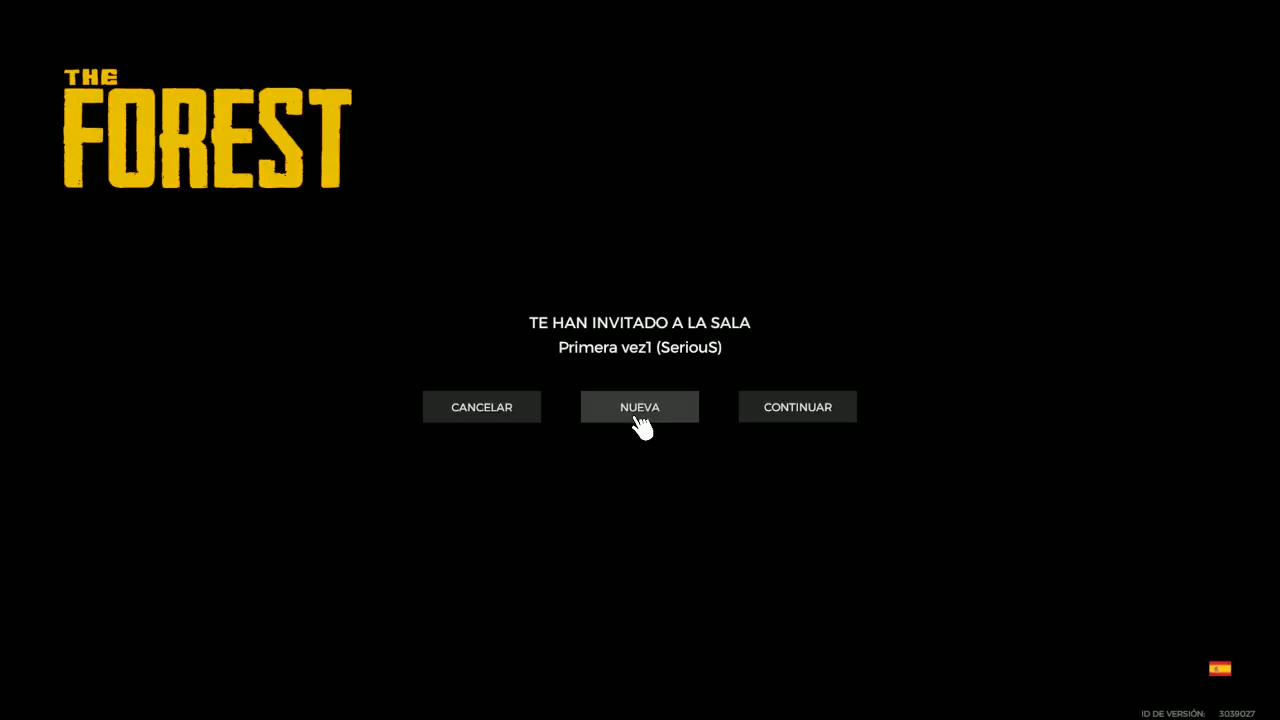 THE
FOREST
TE HAN INVITADO A LA SALA
Primera vez1 (SeriouS)
CANCELAR
NUEVA
CONTINUAR
ID DE VERSIÓN: 3039027